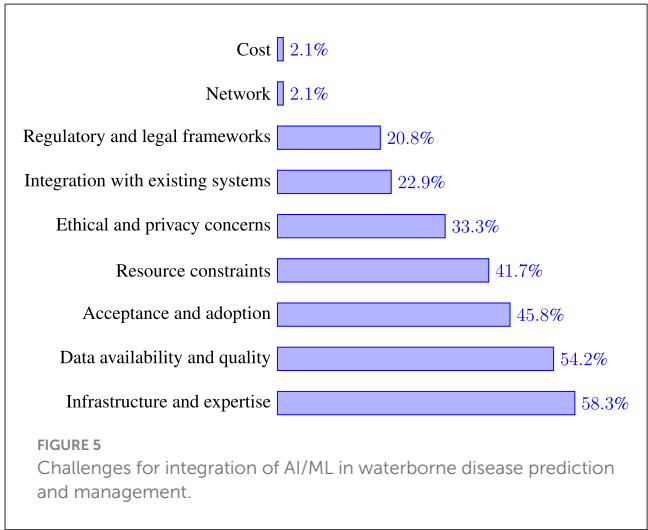 Cost 2.1%
Network 2.1%
Regulatory and legal frameworks 20.8%
Integration with existing systems 22.9%
Ethical and privacy concerns 33.3%
Resource constraints 41.7%
Acceptance and adoption 45.8%
Data availability and quality 54.2%
Infrastructure and expertise 58.3%
FIGURE 5
Challenges for integration of AI/ML in waterborne disease prediction
and management.